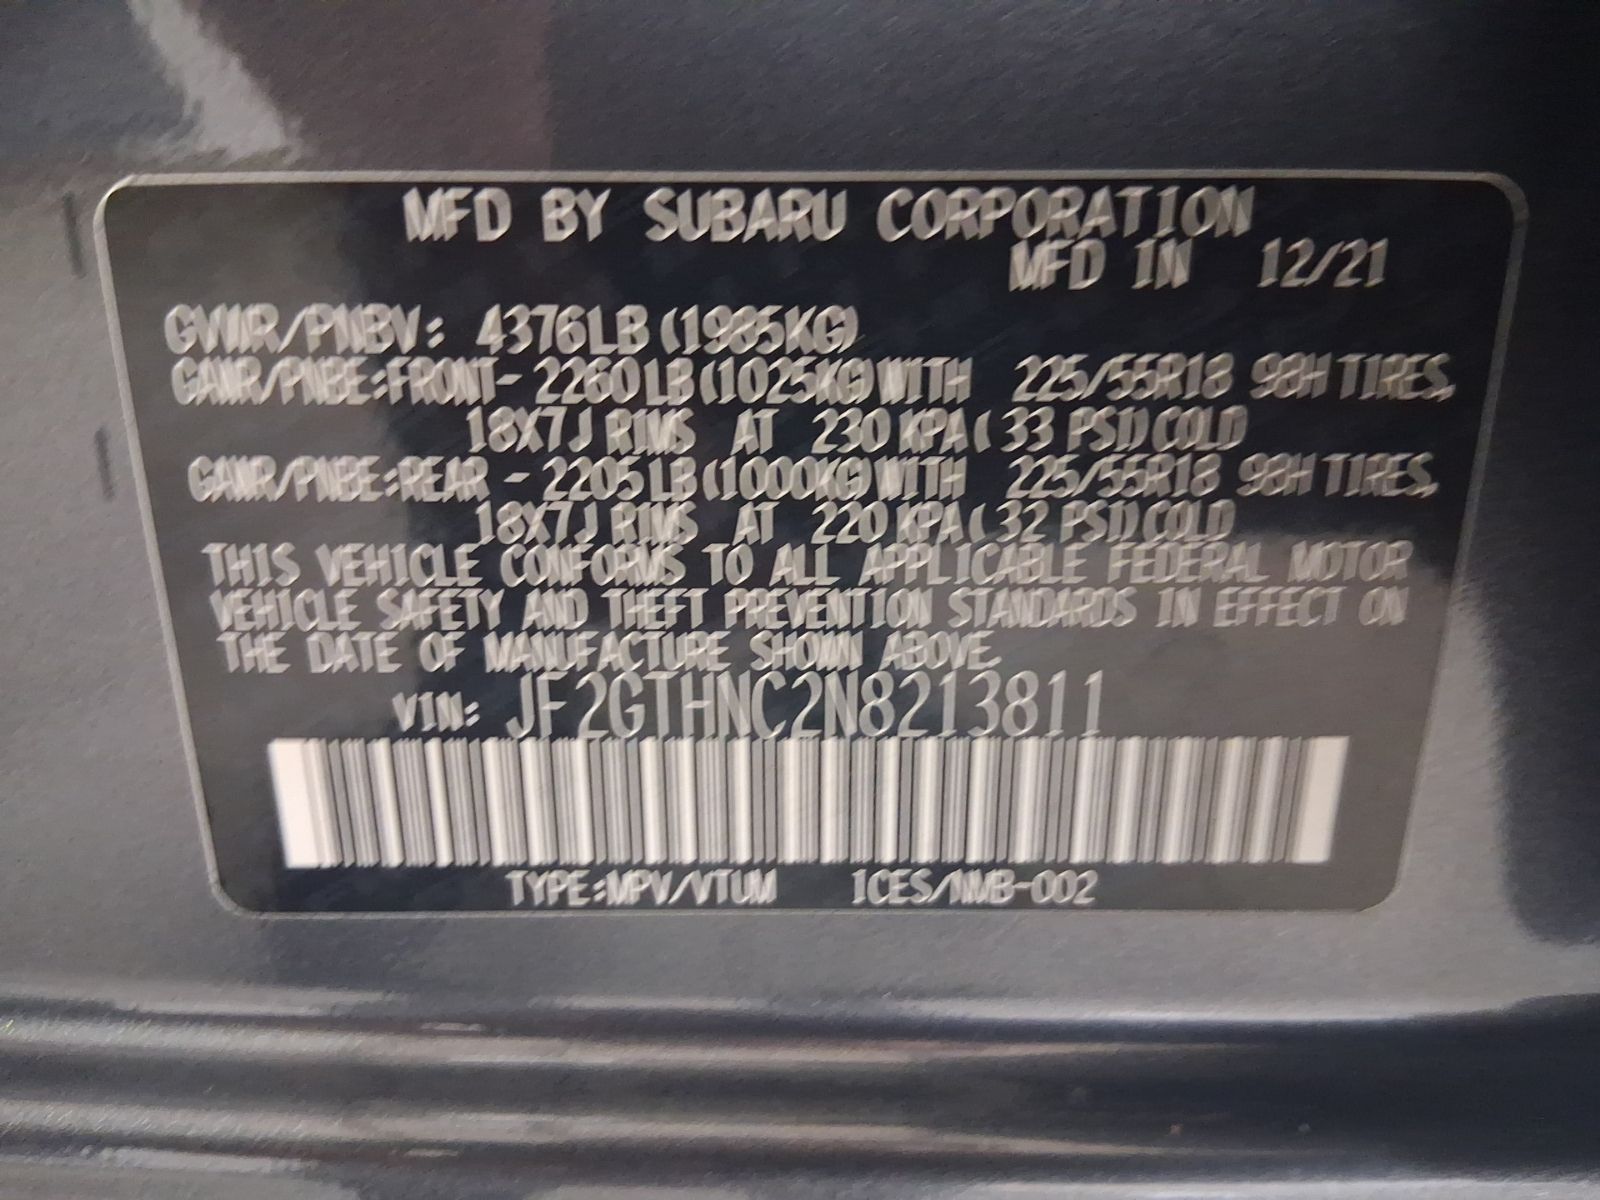 MFD BY SUBARU CORPORATION
MFD IN 12/21
GVWR/PNBV: 4376LB (1985KG)
GAWR/PNBE:FRONT- 2260LB (1025KG) WITH 225/55R18 98H TIRES,
18X7J RIMS AT 230 KPA ( 33 PSI) COLD
GAWR/PNBE:REAR - 2205LB (1000KG) WITH 225/55R18 98H TIRES,
18X7J RIMS AT 220 KPA ( 32 PSI) COLD
THIS VEHICLE CONFORMS TO ALL APPLICABLE FEDERAL MOTOR
VEHICLE SAFETY AND THEFT PREVENTION STANDARDS IN EFFECT ON
THE DATE OF MANUFACTURE SHOWN ABOVE.
VIN: JF2GTHNC2N8213811
TYPE:MPV/VTUM ICES/NMB-002